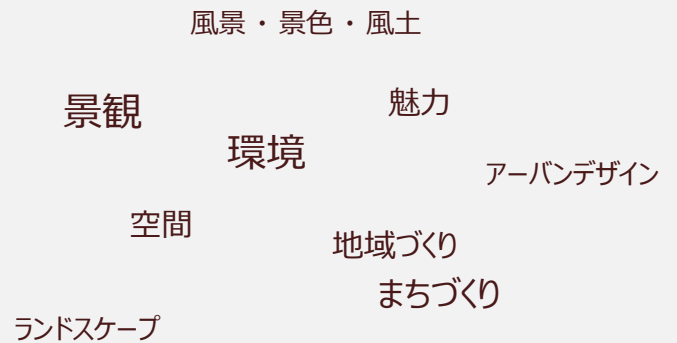 風景・景色・風土
魅力
景観
環境
アーバンデザイン
空間
地域づくり
まちづくり
ランドスケープ